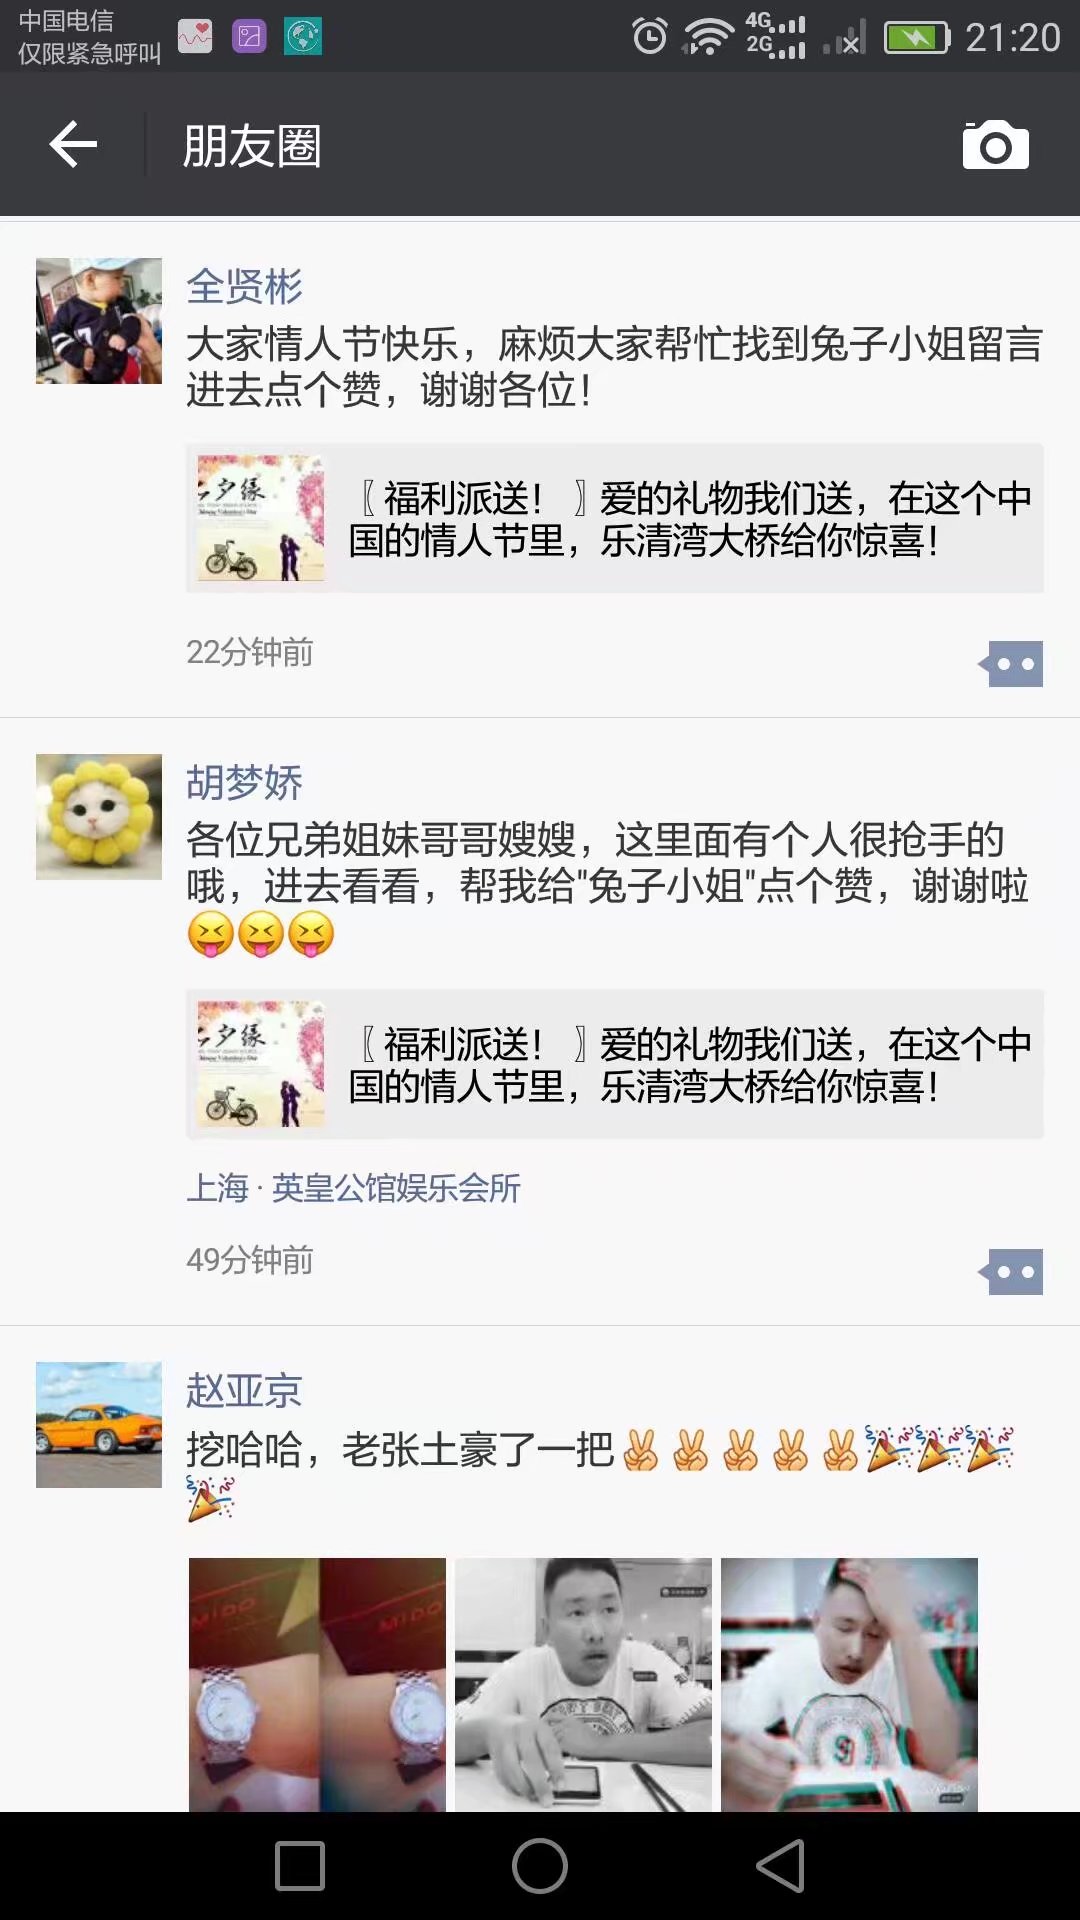 中国电信
仅限紧急呼叫
4G
2G
21:20
朋友圈
全贤彬
大家情人节快乐，麻烦大家帮忙找到兔子小姐留言
进去点个赞，谢谢各位！
夕缘
〖福利派送！〗爱的礼物我们送，在这个中
国的情人节里，乐清湾大桥给你惊喜！
22分钟前
胡梦娇
各位兄弟姐妹哥哥嫂嫂，这里面有个人很抢手的
哦，进去看看，帮我给"兔子小姐"点个赞，谢谢啦
😝😝😝
夕缘
〖福利派送！〗爱的礼物我们送，在这个中
国的情人节里，乐清湾大桥给你惊喜！
上海 · 英皇公馆娱乐会所
49分钟前
赵亚京
挖哈哈，老张土豪了一把✌✌✌✌✌🎉🎉🎉
🎉
MIDO
MIDO